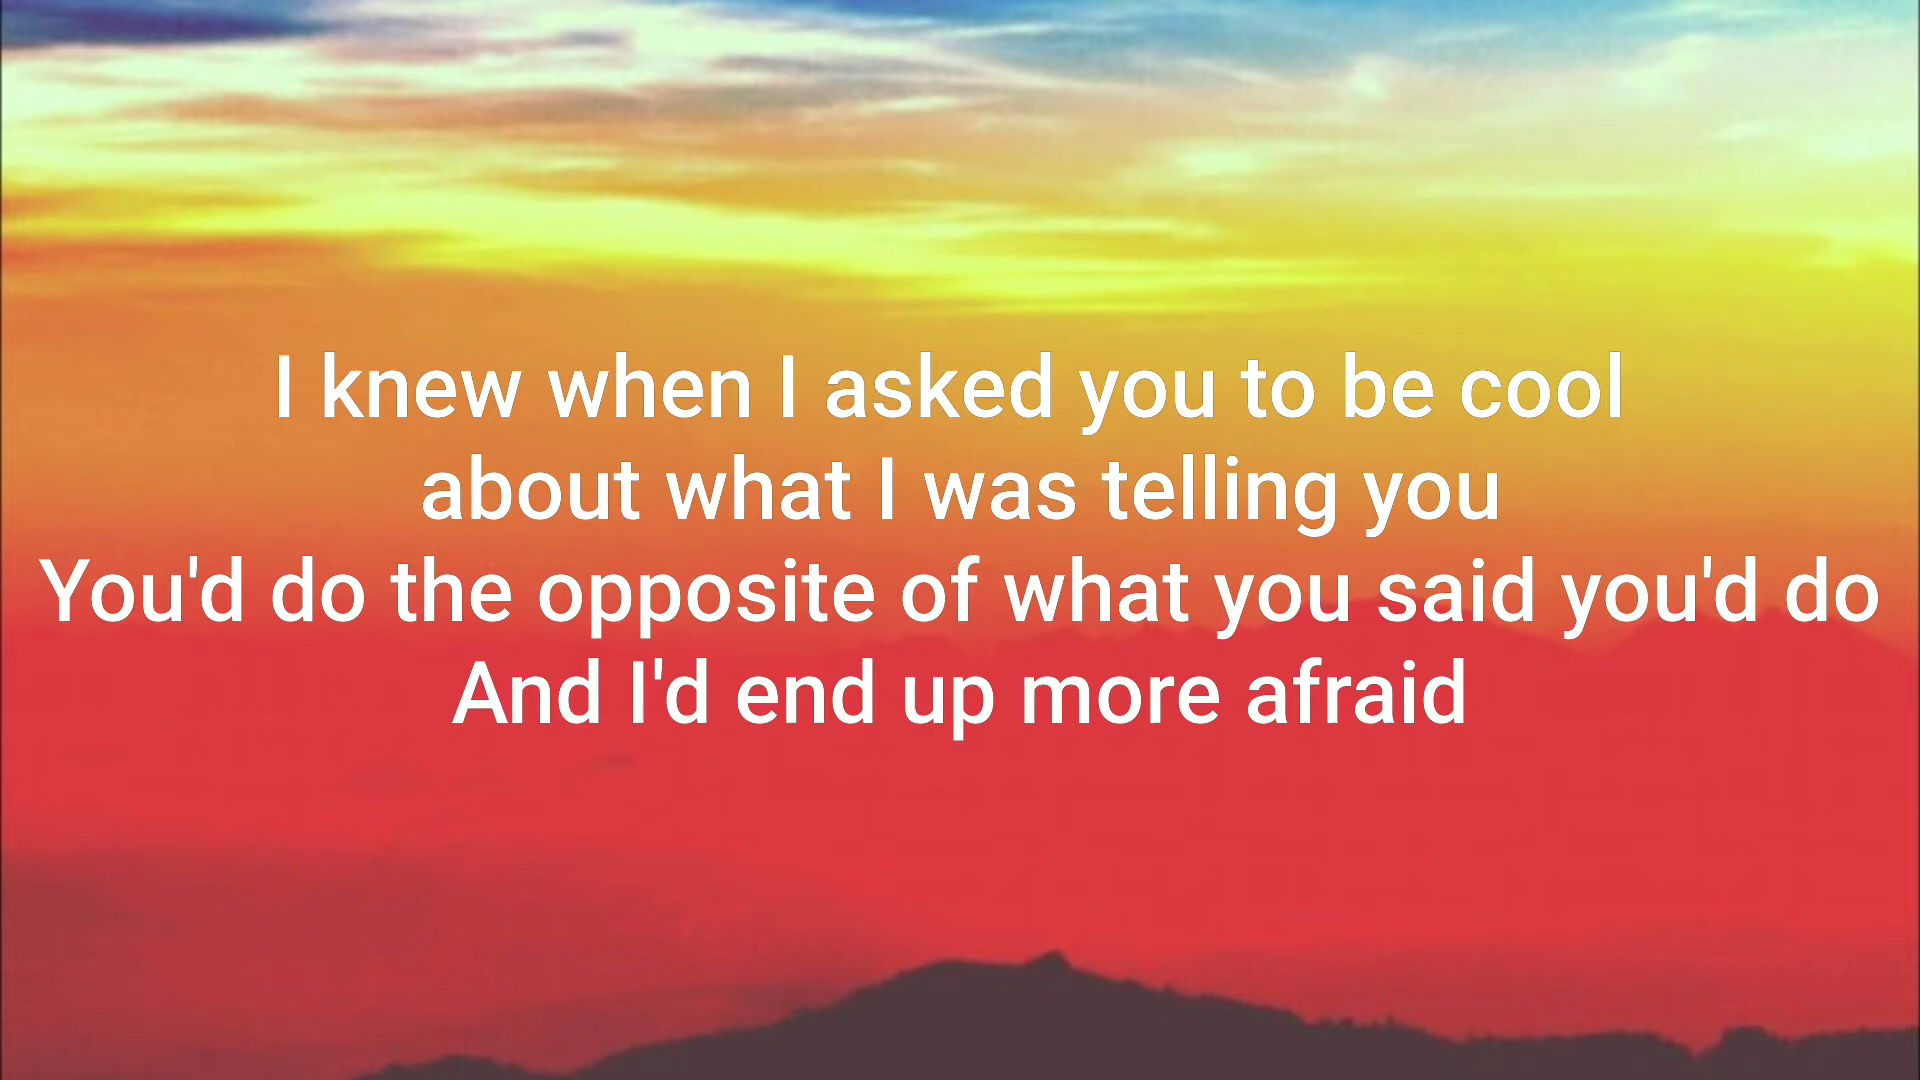 I knew when I asked you to be cool
about what I was telling you
You'd do the opposite of what you said you'd do
And I'd end up more afraid